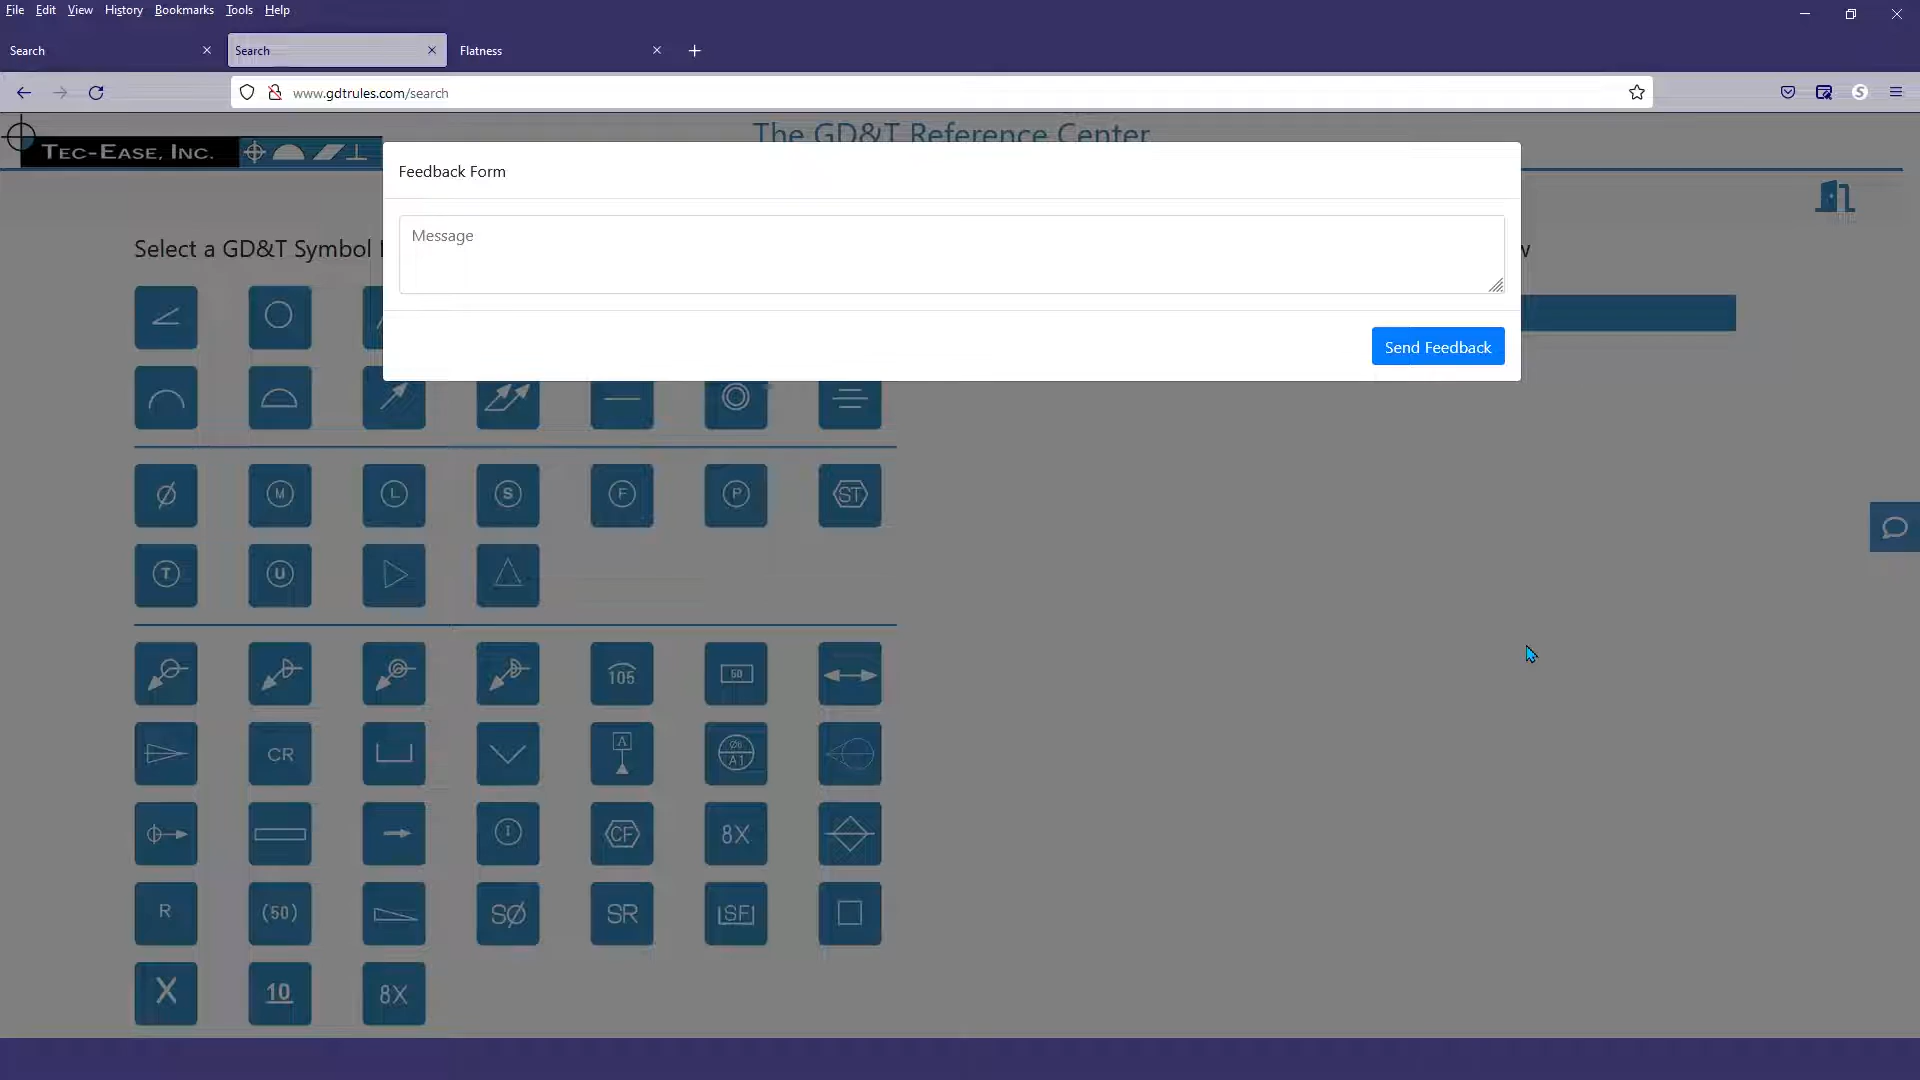 File Edit View History Bookmarks Tools Help
Search
Search
Flatness
www.gdtrules.com/search
The GD&T Reference Center
TEC-EASE, INC.
Feedback Form
Message
Send Feedback
Select a GD&T Symbol
w
M L S F P ST
T U
105 50
CR A Ø6 A1
I CF 8X
R (50) SØ SR SF
X 10 8X